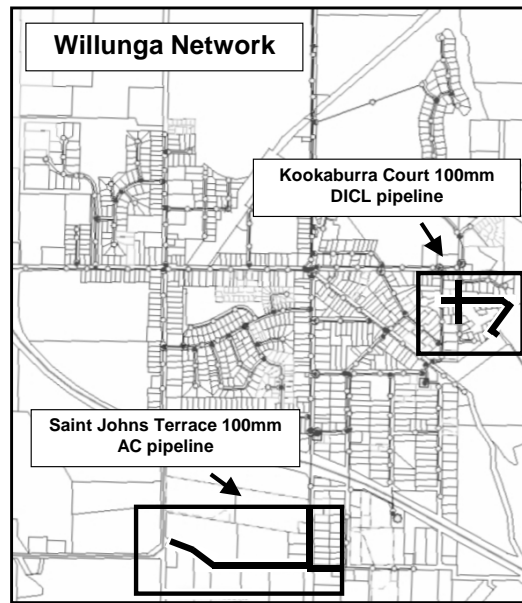 Willunga Network
Kookaburra Court 100mm
DICL pipeline
Saint Johns Terrace 100mm
AC pipeline